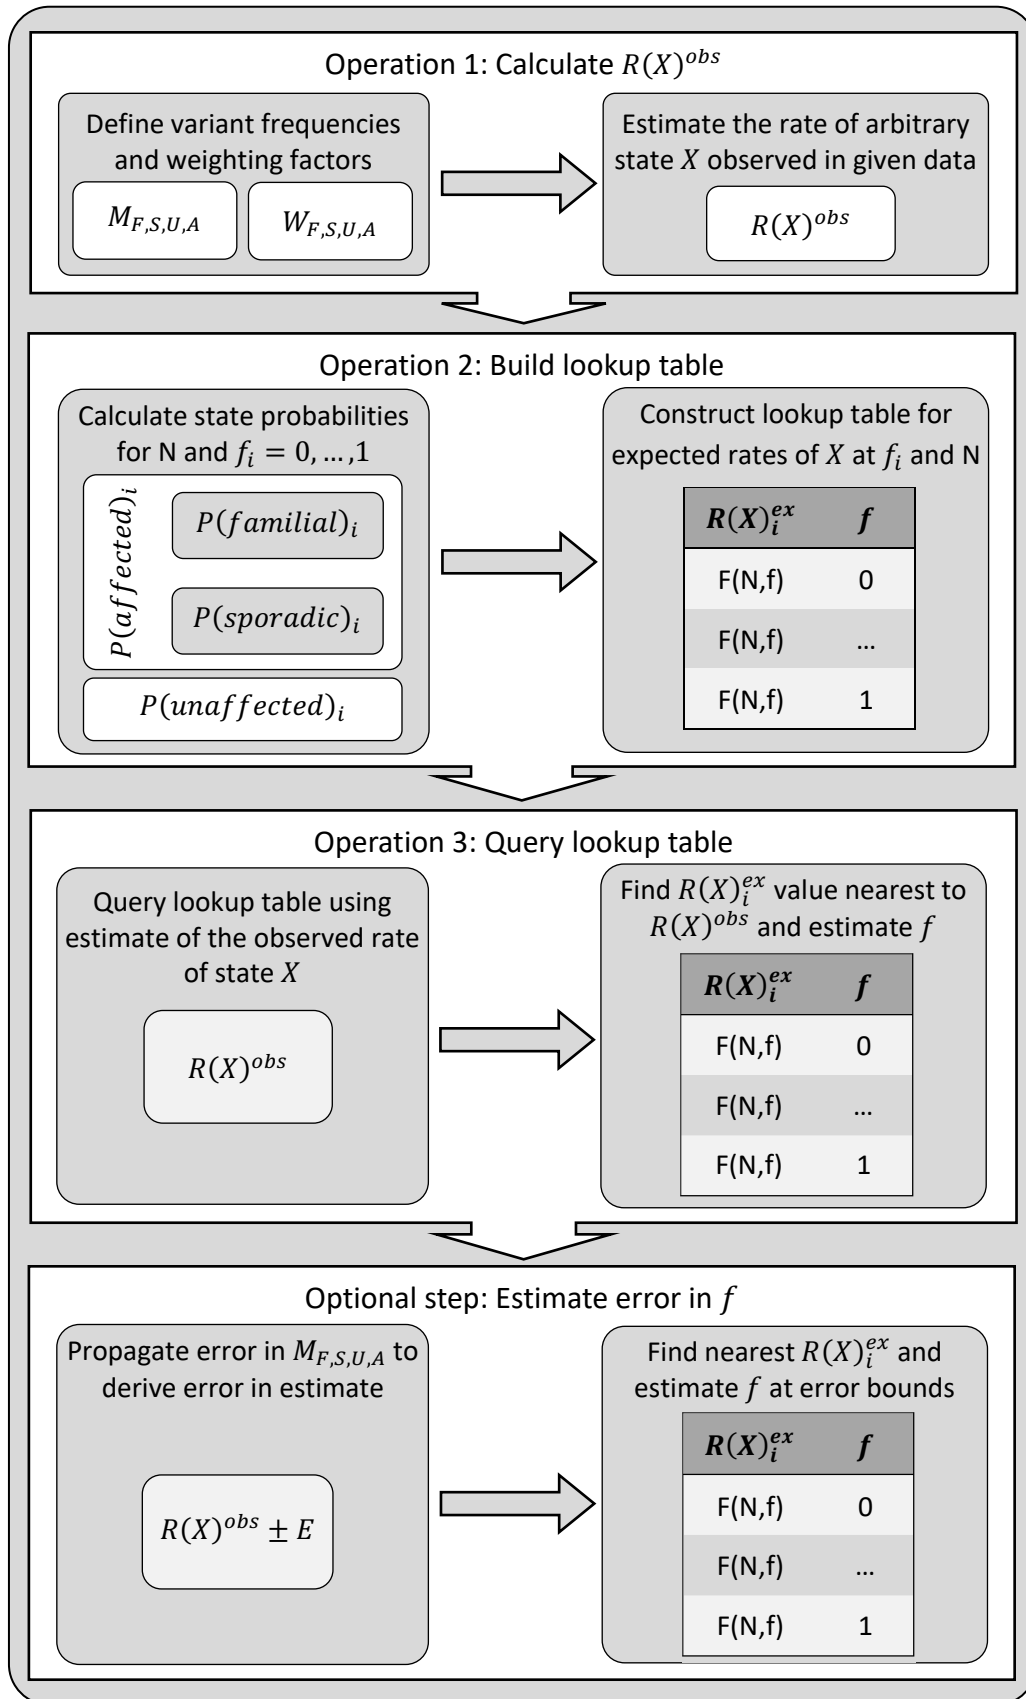 Operation 1: Calculate R(X)^{obs}
Define variant frequencies
and weighting factors
M_{F,S,U,A}
W_{F,S,U,A}
Estimate the rate of arbitrary
state X observed in given data
R(X)^{obs}
Operation 2: Build lookup table
Calculate state probabilities
for N and f_i = 0, …, 1
P(affected)_i
P(familial)_i
P(sporadic)_i
P(unaffected)_i
Construct lookup table for
expected rates of X at f_i and N
R(X)_i^{ex} f
F(N,f) 0
F(N,f) ...
F(N,f) 1
Operation 3: Query lookup table
Query lookup table using
estimate of the observed rate
of state X
R(X)^{obs}
Find R(X)_i^{ex} value nearest to
R(X)^{obs} and estimate f
R(X)_i^{ex} f
F(N,f) 0
F(N,f) ...
F(N,f) 1
Optional step: Estimate error in f
Propagate error in M_{F,S,U,A} to
derive error in estimate
R(X)^{obs} ± E
Find nearest R(X)_i^{ex} and
estimate f at error bounds
R(X)_i^{ex} f
F(N,f) 0
F(N,f) ...
F(N,f) 1